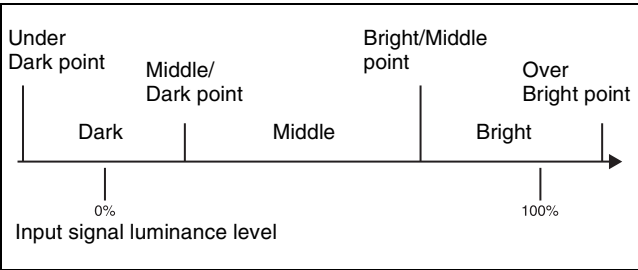 Under
Dark point
Middle/
Dark point
Bright/Middle
point
Over
Bright point
Dark
Middle
Bright
0%
100%
Input signal luminance level